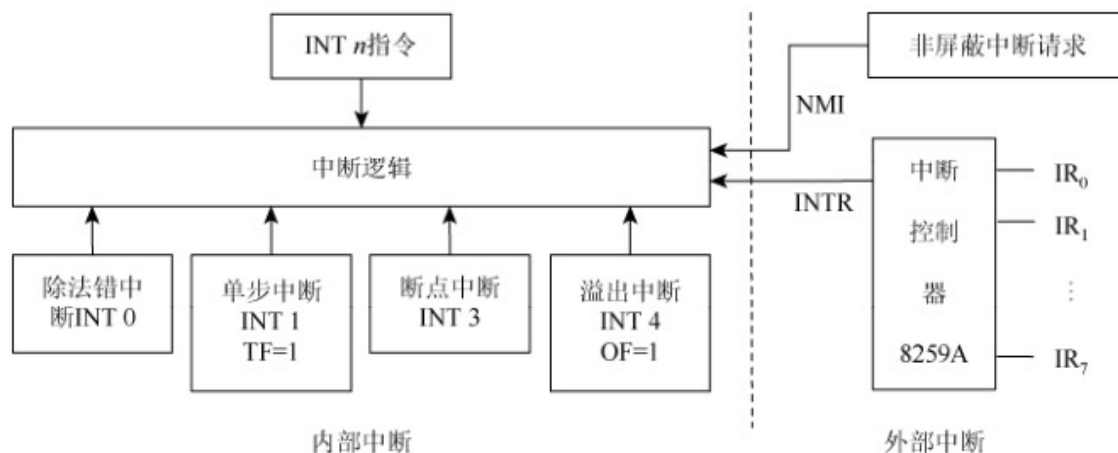 INT n指令
非屏蔽中断请求
NMI
中断逻辑
INTR
中断
控制
器
8259A
IR₀
IR₁
⋮
IR₇
除法错中
断INT 0
单步中断
INT 1
TF=1
断点中断
INT 3
溢出中断
INT 4
OF=1
内部中断
外部中断